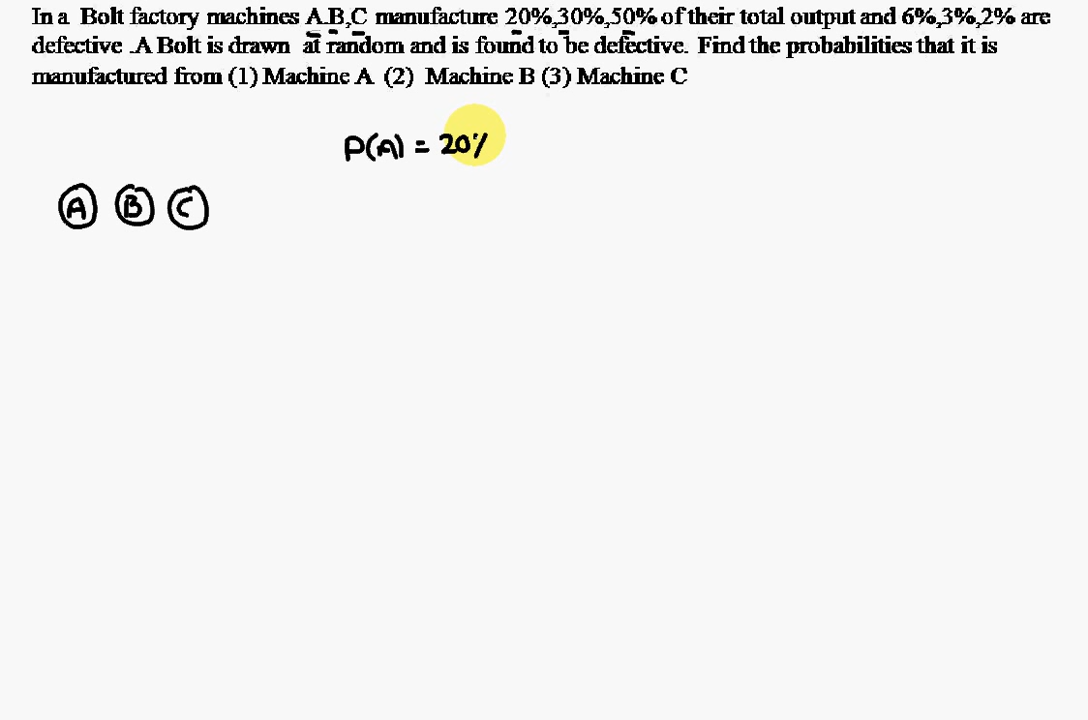 In a Bolt factory machines A,B,C manufacture 20%,30%,50% of their total output and 6%,3%,2% are
defective .A Bolt is drawn at random and is found to be defective. Find the probabilities that it is
manufactured from (1) Machine A (2) Machine B (3) Machine C
P(A) = 20%
A B C